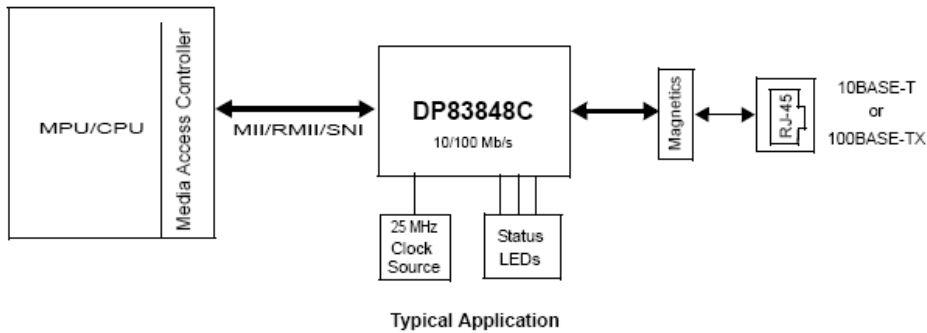 MPU/CPU
Media Access Controller
MII/RMII/SNI
DP83848C
10/100 Mb/s
25 MHz
Clock
Source
Status
LEDs
Magnetics
RJ-45
10BASE-T
or
100BASE-TX
Typical Application